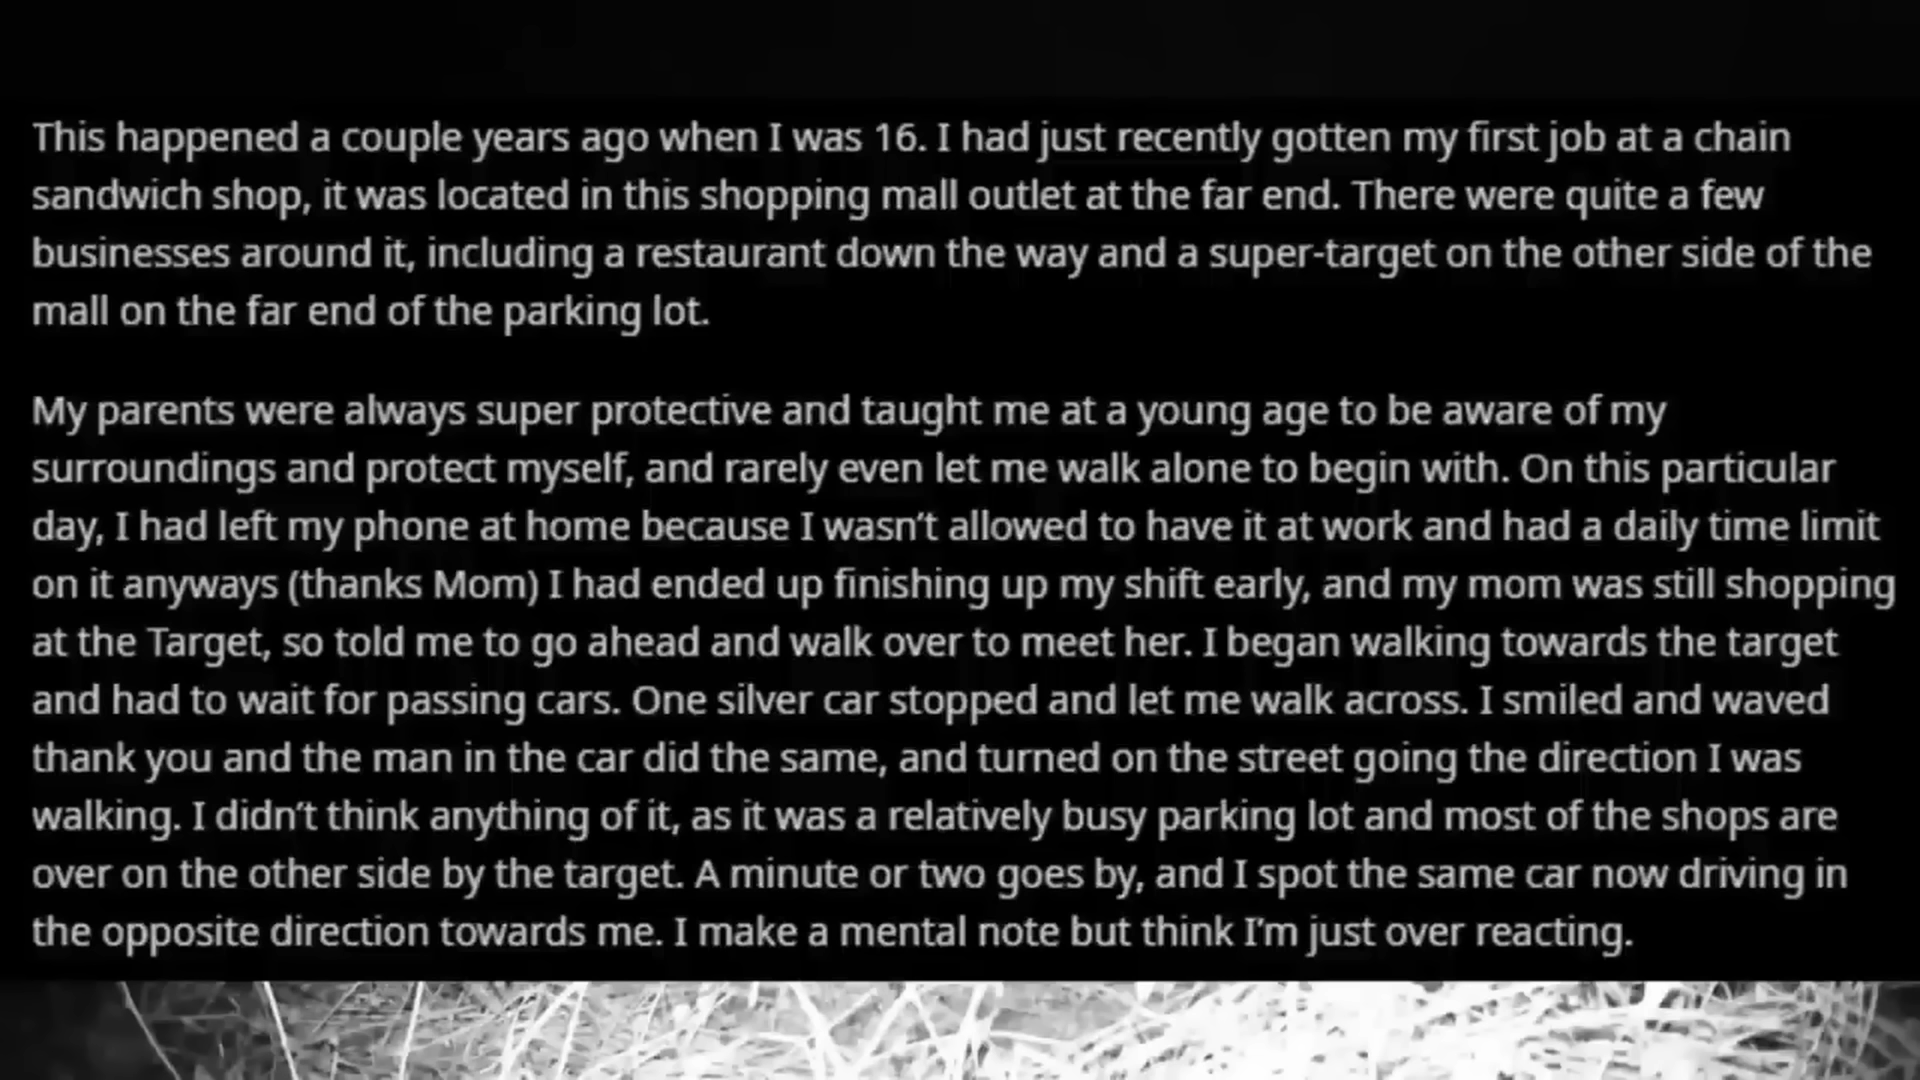 This happened a couple years ago when I was 16. I had just recently gotten my first job at a chain
sandwich shop, it was located in this shopping mall outlet at the far end. There were quite a few
businesses around it, including a restaurant down the way and a super-target on the other side of the
mall on the far end of the parking lot.
My parents were always super protective and taught me at a young age to be aware of my
surroundings and protect myself, and rarely even let me walk alone to begin with. On this particular
day, I had left my phone at home because I wasn’t allowed to have it at work and had a daily time limit
on it anyways (thanks Mom) I had ended up finishing up my shift early, and my mom was still shopping
at the Target, so told me to go ahead and walk over to meet her. I began walking towards the target
and had to wait for passing cars. One silver car stopped and let me walk across. I smiled and waved
thank you and the man in the car did the same, and turned on the street going the direction I was
walking. I didn’t think anything of it, as it was a relatively busy parking lot and most of the shops are
over on the other side by the target. A minute or two goes by, and I spot the same car now driving in
the opposite direction towards me. I make a mental note but think I’m just over reacting.